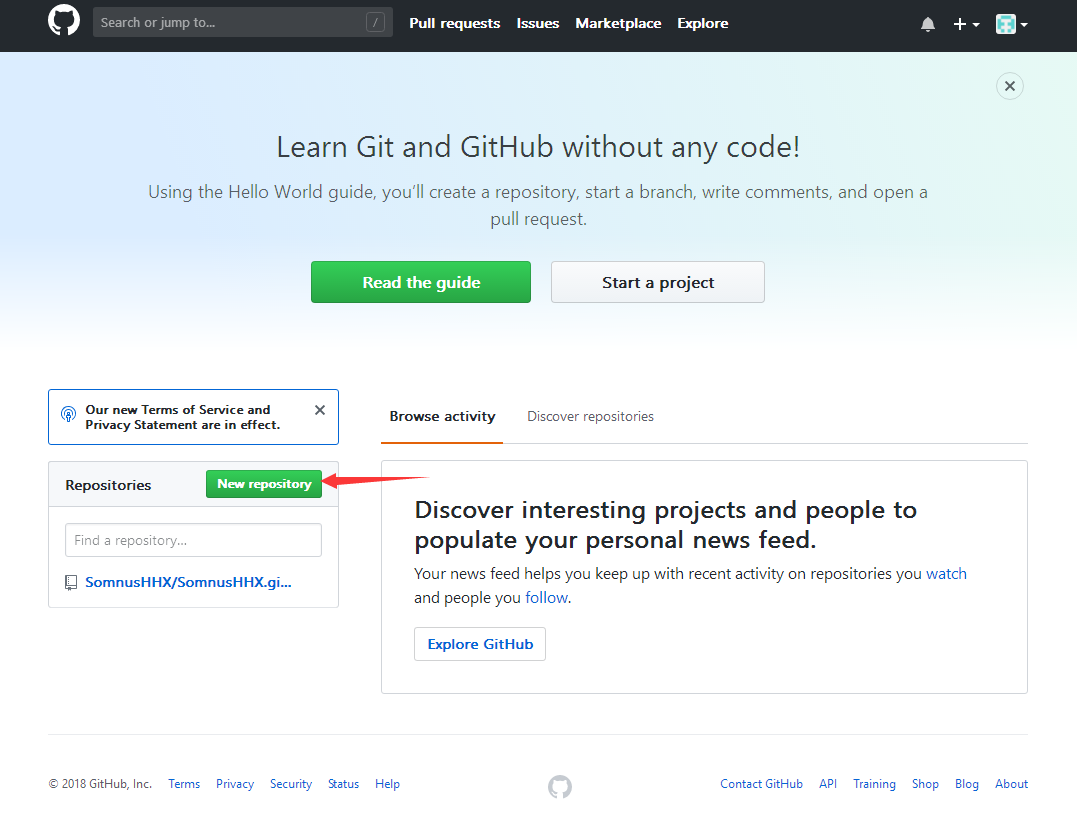 Search or jump to...
/
Pull requests
Issues
Marketplace
Explore
Learn Git and GitHub without any code!
Using the Hello World guide, you’ll create a repository, start a branch, write comments, and open a
pull request.
Read the guide
Start a project
Our new Terms of Service and
Privacy Statement are in effect.
Repositories
New repository
Find a repository...
SomnusHHX/SomnusHHX.gi...
Browse activity
Discover repositories
Discover interesting projects and people to
populate your personal news feed.
Your news feed helps you keep up with recent activity on repositories you watch
and people you follow.
Explore GitHub
© 2018 GitHub, Inc.
Terms
Privacy
Security
Status
Help
Contact GitHub
API
Training
Shop
Blog
About